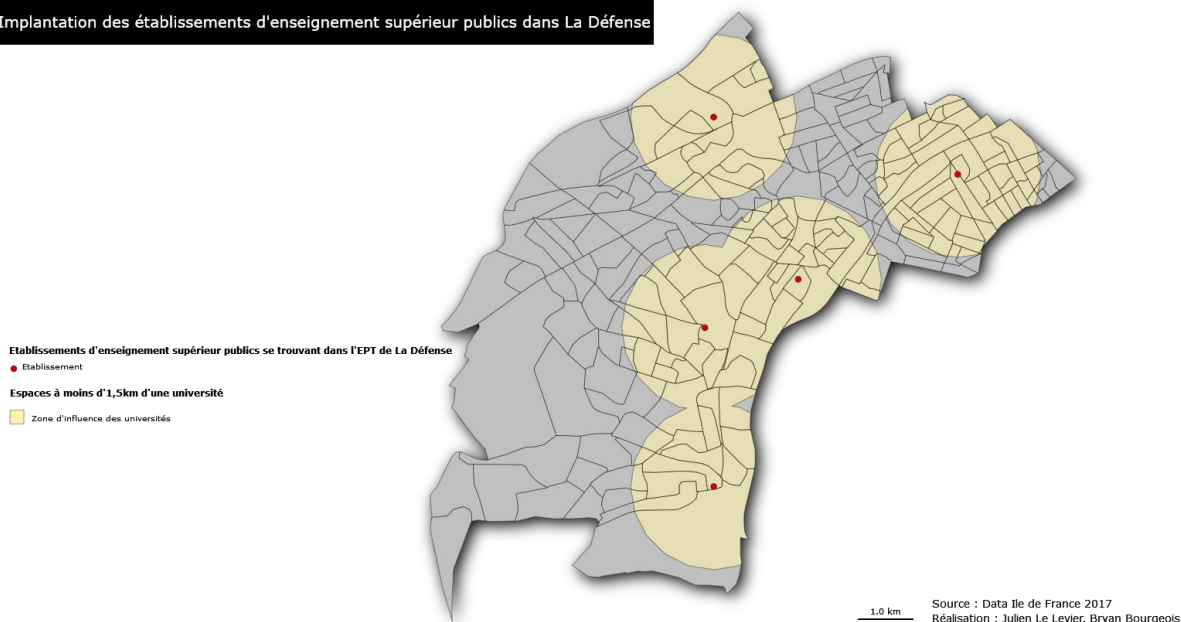 Implantation des établissements d'enseignement supérieur publics dans La Défense
Etablissements d'enseignement supérieur publics se trouvant dans l'EPT de La Défense
Etablissement
Espaces à moins d'1,5km d'une université
Zone d'influence des universités
1.0 km
Source : Data Ile de France 2017
Réalisation : Julien Le Levier, Bryan Bourgeois